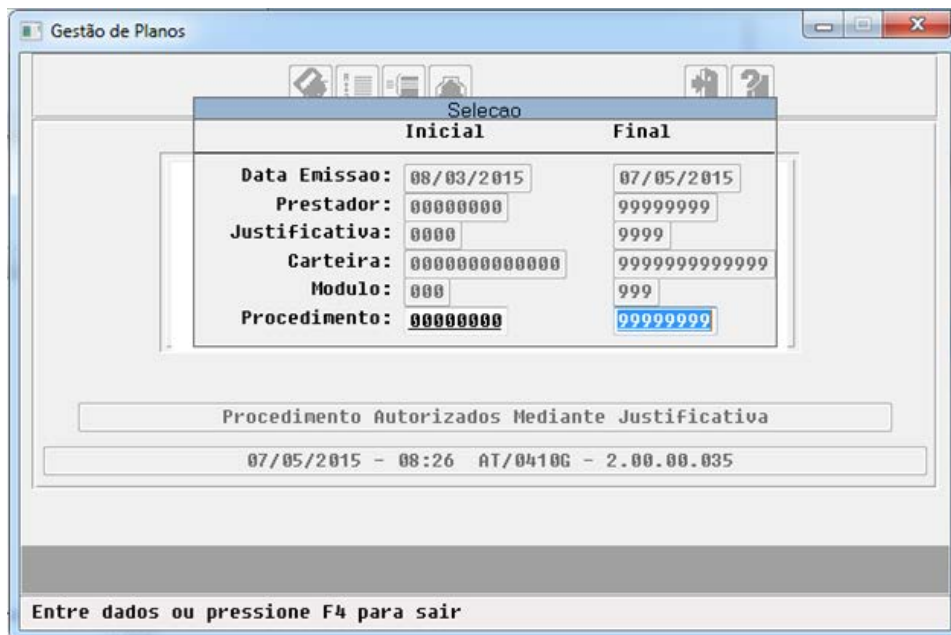 Gestão de Planos
Selecao
Inicial Final
Data Emissao: 08/03/2015 07/05/2015
Prestador: 00000000 99999999
Justificativa: 0000 9999
Carteira: 0000000000000 9999999999999
Modulo: 000 999
Procedimento: 00000000 99999999
Procedimento Autorizados Mediante Justificativa
07/05/2015 - 08:26 AT/0410G - 2.00.00.035
Entre dados ou pressione F4 para sair